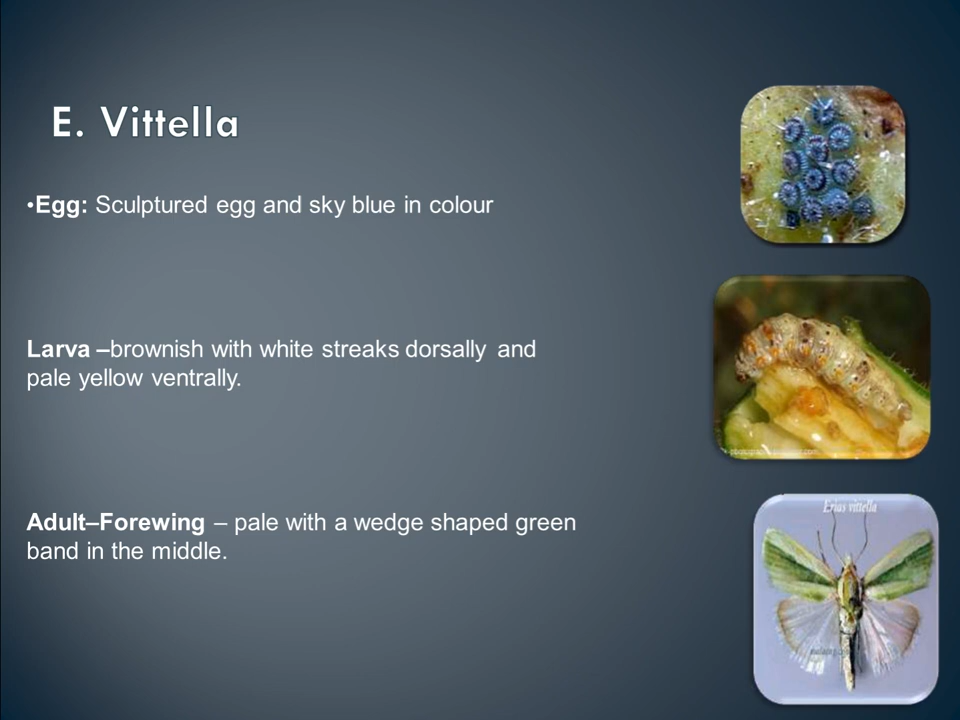 E. Vittella
•Egg: Sculptured egg and sky blue in colour
Larva –brownish with white streaks dorsally and
pale yellow ventrally.
Adult–Forewing – pale with a wedge shaped green
band in the middle.
Erias vittella